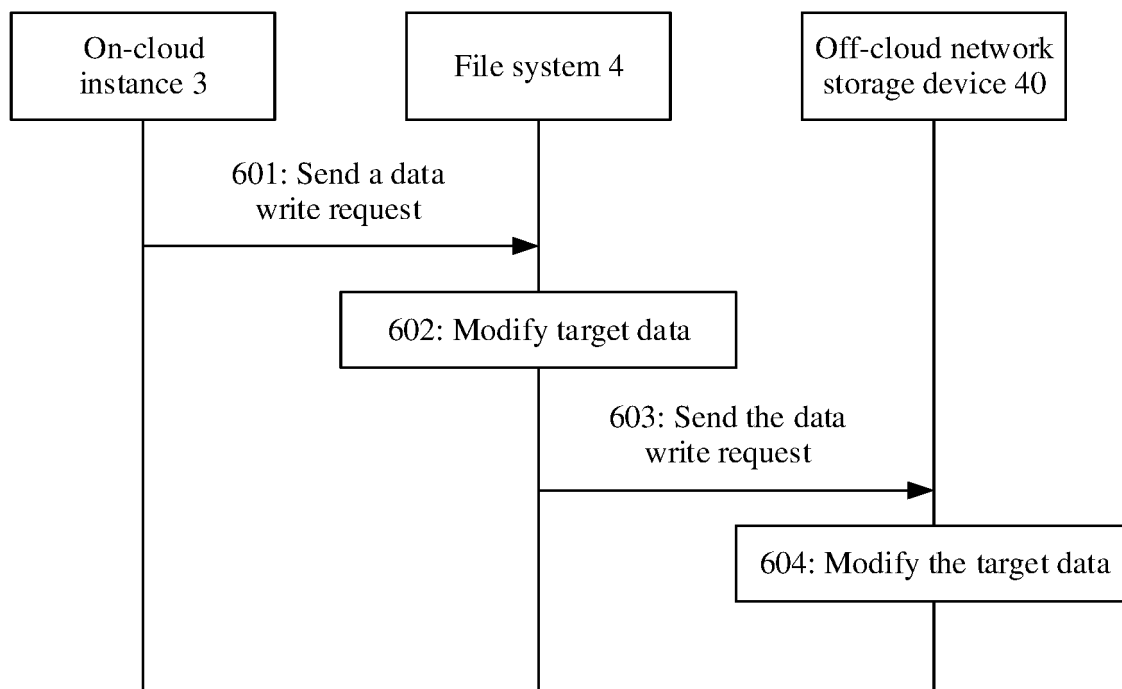 On-cloud
instance 3
File system 4
Off-cloud network
storage device 40
601: Send a data
write request
602: Modify target data
603: Send the data
write request
604: Modify the target data